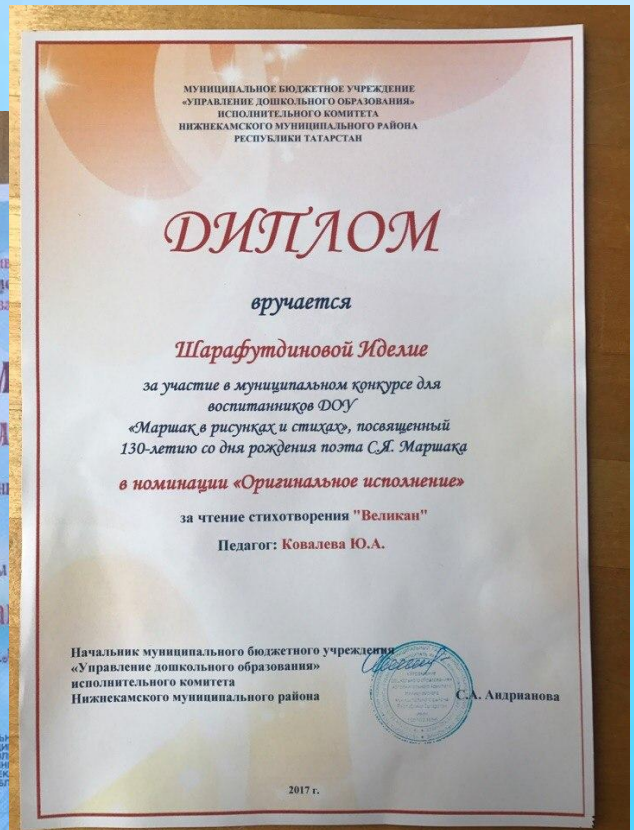 МУНИЦИПАЛЬНОЕ БЮДЖЕТНОЕ УЧРЕЖДЕНИЕ
«УПРАВЛЕНИЕ ДОШКОЛЬНОГО ОБРАЗОВАНИЯ»
ИСПОЛНИТЕЛЬНОГО КОМИТЕТА
НИЖНЕКАМСКОГО МУНИЦИПАЛЬНОГО РАЙОНА
РЕСПУБЛИКИ ТАТАРСТАН
ДИПЛОМ
вручается
Шарафутдиновой Иделие
за участие в муниципальном конкурсе для
воспитанников ДОУ
«Маршак в рисунках и стихах», посвященный
130-летию со дня рождения поэта С.Я. Маршака
в номинации «Оригинальное исполнение»
за чтение стихотворения "Великан"
Педагог: Ковалева Ю.А.
Начальник муниципального бюджетного учреждения
«Управление дошкольного образования»
исполнительного комитета
Нижнекамского муниципального района
С.А. Андрианова
2017 г.